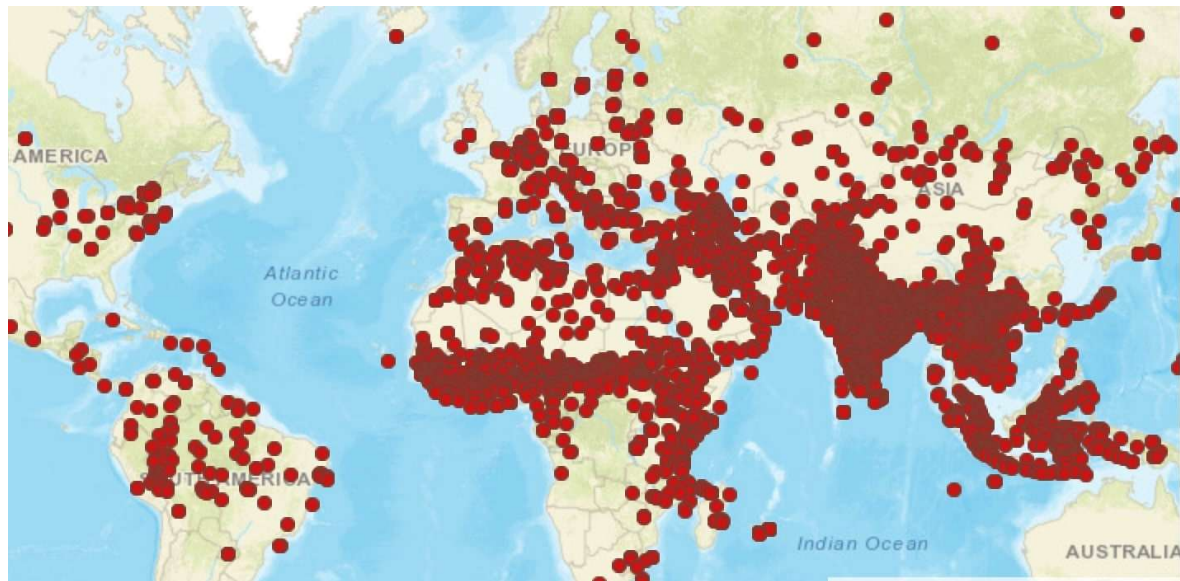 AMERICA
EUROPE
ASIA
Atlantic
Ocean
SOUTH AMERICA
Indian Ocean
AUSTRALIA